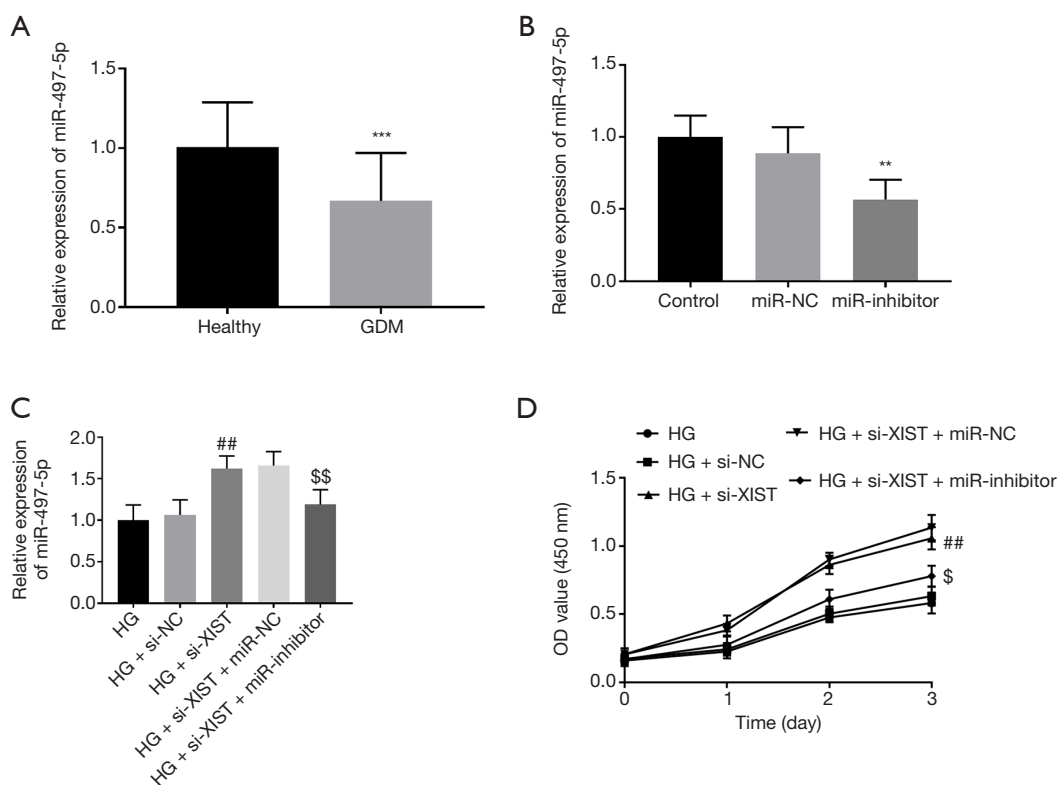 A
Relative expression of miR-497-5p
1.5
1.0
0.5
0.0
***
Healthy
GDM
B
Relative expression of miR-497-5p
1.5
1.0
0.5
0.0
**
Control
miR-NC
miR-inhibitor
C
Relative expression
of miR-497-5p
2.0
1.5
1.0
0.5
0.0
##
$$
HG
HG + si-NC
HG + si-XIST
HG + si-XIST + miR-NC
HG + si-XIST + miR-inhibitor
D
HG
HG + si-NC
HG + si-XIST
HG + si-XIST + miR-NC
HG + si-XIST + miR-inhibitor
OD value (450 nm)
1.5
1.0
0.5
0.0
##
$
0
1
2
3
Time (day)